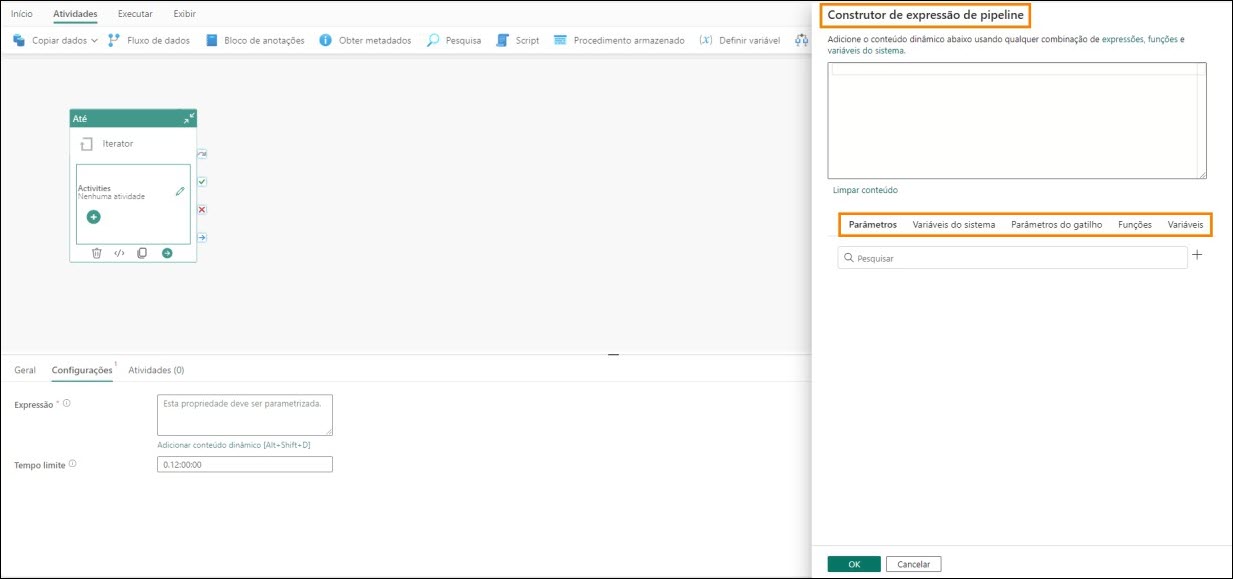 Início Atividades Executar Exibir
Copiar dados Fluxo de dados Bloco de anotações Obter metadados Pesquisa Script Procedimento armazenado (x) Definir variável
Até
Iterator
Activities
Nenhuma atividade
Geral Configurações 1 Atividades (0)
Expressão *
Esta propriedade deve ser parametrizada.
Adicionar conteúdo dinâmico [Alt+Shift+D]
Tempo limite
0.12:00:00
Construtor de expressão de pipeline
Adicione o conteúdo dinâmico abaixo usando qualquer combinação de expressões, funções e
variáveis do sistema.
Limpar conteúdo
Parâmetros Variáveis do sistema Parâmetros do gatilho Funções Variáveis
Pesquisar
OK Cancelar